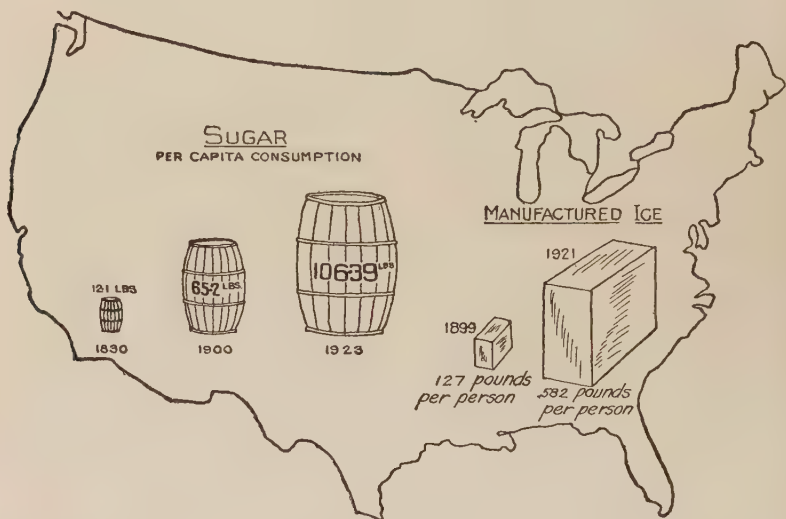 SUGAR
PER CAPITA CONSUMPTION
12·1 LBS.
1830
65·2 LBS.
1900
106·39 LBS
1923
MANUFACTURED ICE
1899
127 pounds
per person
1921
582 pounds
per person